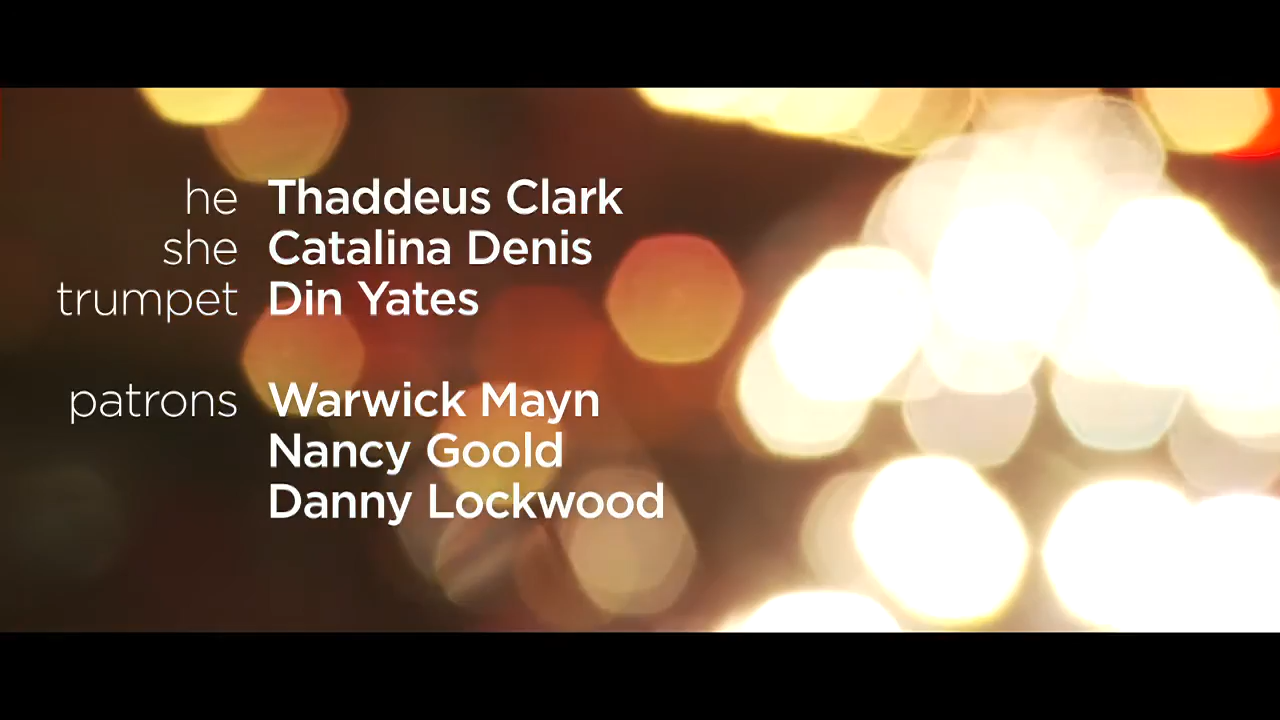 he Thaddeus Clark
she Catalina Denis
trumpet Din Yates
patrons Warwick Mayn
Nancy Goold
Danny Lockwood